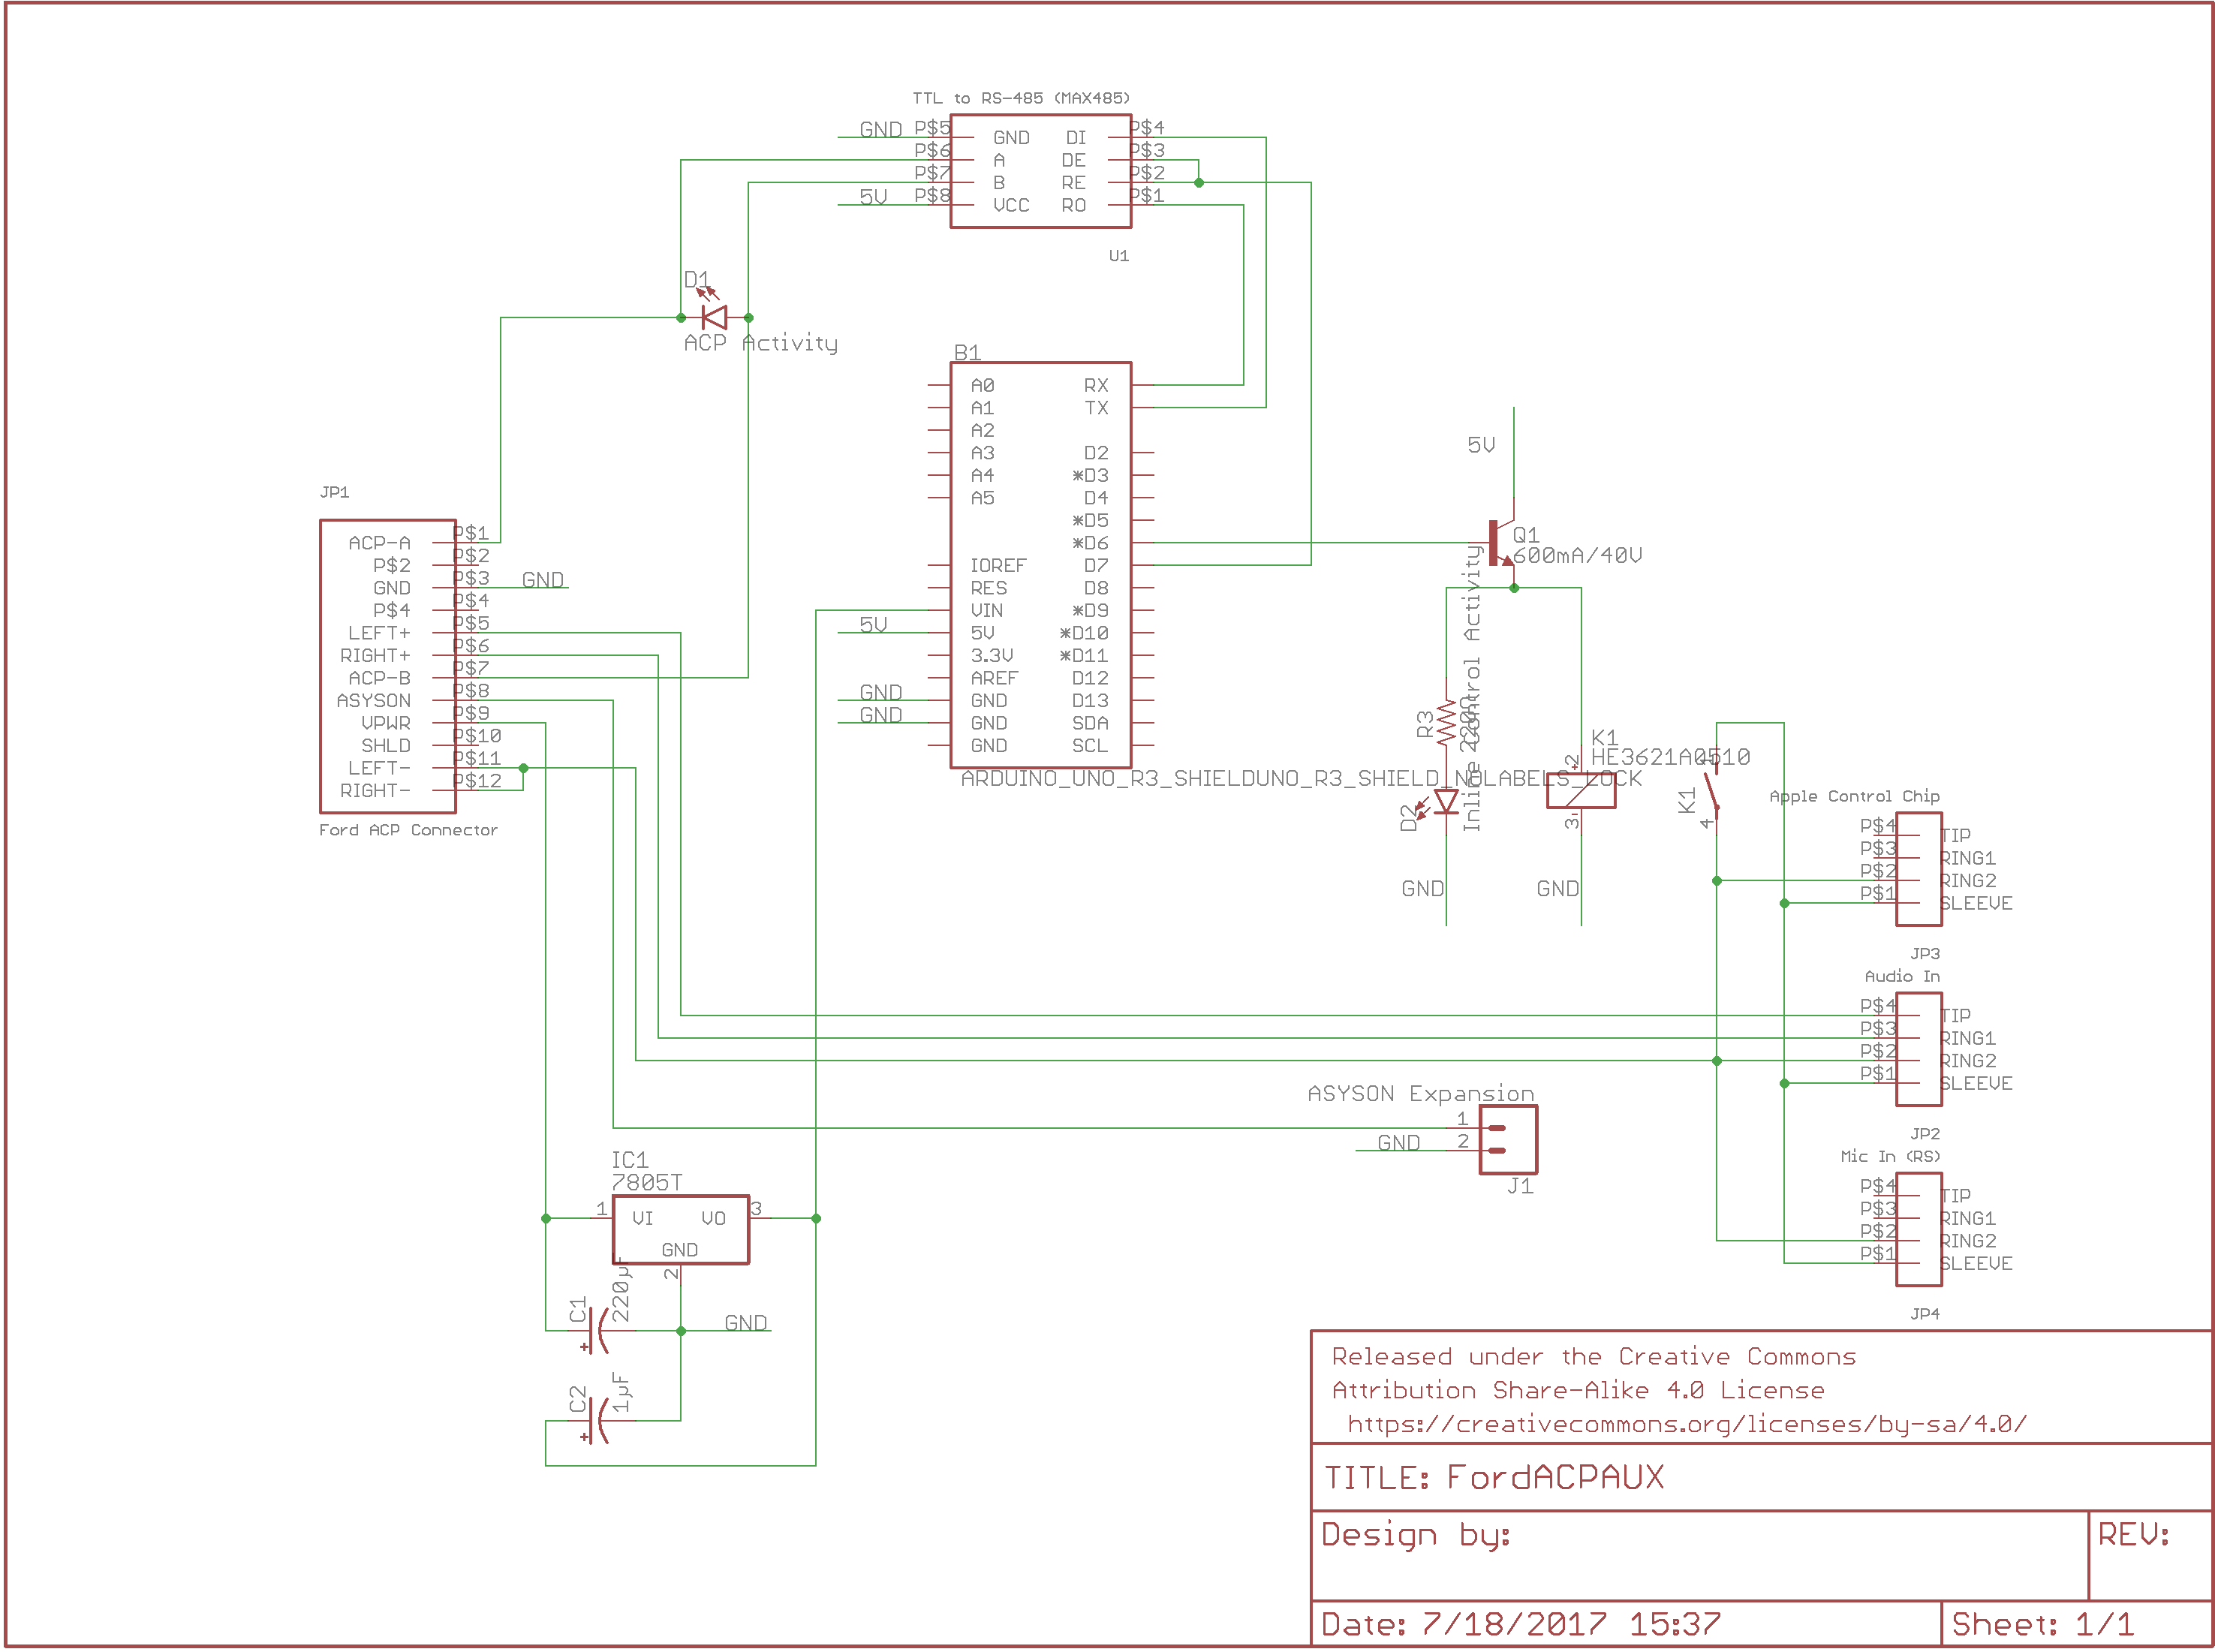 TTL to RS-485 (MAX485)
GND P$5 GND DI P$4
P$6 A DE P$3
P$7 B RE P$2
5V P$8 VCC RO P$1
U1
D1
ACP Activity
B1
A0 RX
A1 TX
A2
A3 D2
A4 *D3
A5 D4
*D5
*D6
IOREF D7
RES D8
VIN *D9
5V 5V *D10
3.3V *D11
AREF D12
GND GND D13
GND GND SDA
GND SCL
ARDUINO_UNO_R3_SHIELDUNO_R3_SHIELD_NOLABELS_LOCK
JP1
ACP-A P$1
P$2 P$2
GND P$3 GND
P$4 P$4
LEFT+ P$5
RIGHT+ P$6
ACP-B P$7
ASYSON P$8
VPWR P$9
SHLD P$10
LEFT- P$11
RIGHT- P$12
Ford ACP Connector
5V
Q1
600mA/40V
R3
220Ω
Inline Control Activity
D2
GND
K1
HE3621A0510
2
+
-
3
GND
K1
1
4
Apple Control Chip
P$4 TIP
P$3 RING1
P$2 RING2
P$1 SLEEVE
JP3
Audio In
P$4 TIP
P$3 RING1
P$2 RING2
P$1 SLEEVE
JP2
Mic In (RS)
P$4 TIP
P$3 RING1
P$2 RING2
P$1 SLEEVE
JP4
ASYSON Expansion
1
GND 2
J1
IC1
7805T
1 VI VO 3
GND
2
C1
220µF
+
GND
C2
1µF
+
Released under the Creative Commons
Attribution Share-Alike 4.0 License
https://creativecommons.org/licenses/by-sa/4.0/
TITLE: FordACPAUX
Design by:
REV:
Date: 7/18/2017 15:37
Sheet: 1/1